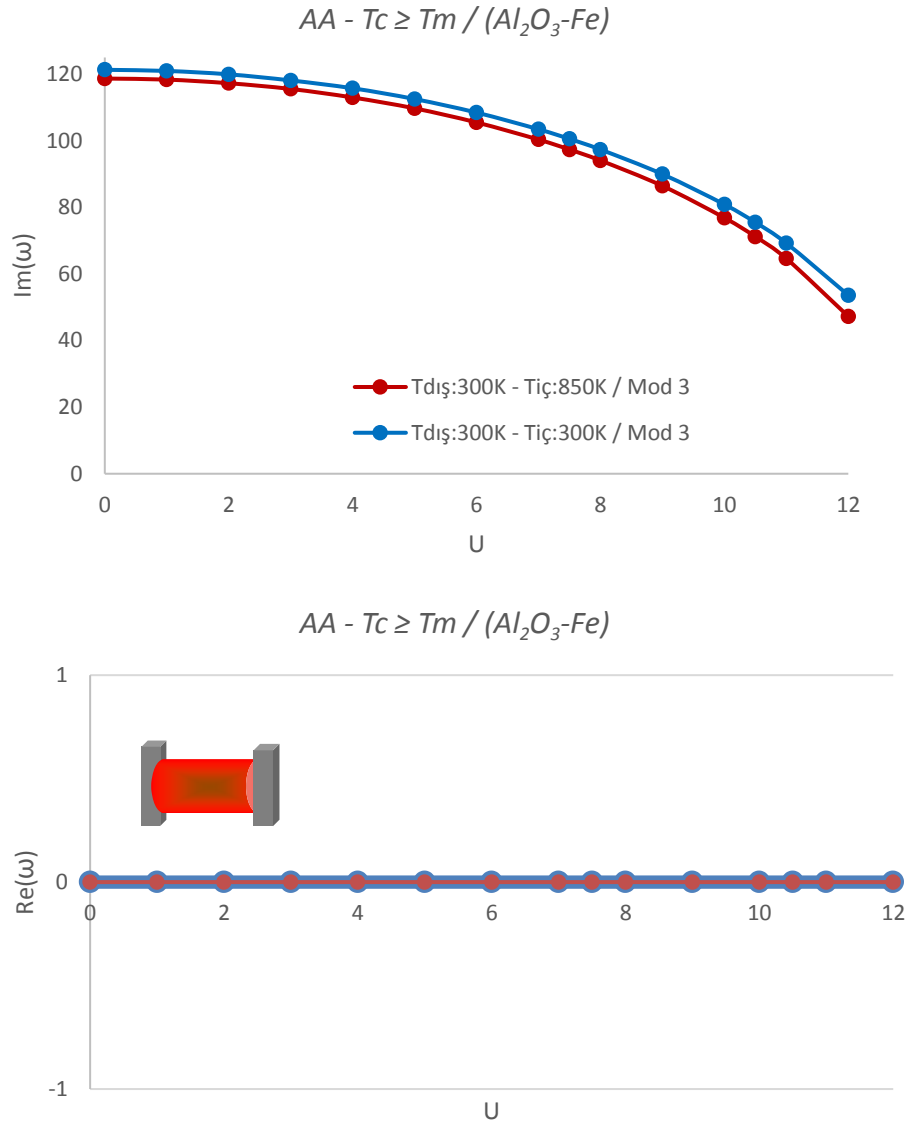 AA - Tc ≥ Tm / (Al₂O₃-Fe)
120
100
80
60
40
20
0
Im(ω)
Tdış:300K - Tiç:850K / Mod 3
Tdış:300K - Tiç:300K / Mod 3
0 2 4 6 8 10 12
U
AA - Tc ≥ Tm / (Al₂O₃-Fe)
1
0
-1
Re(ω)
0 2 4 6 8 10 12
U